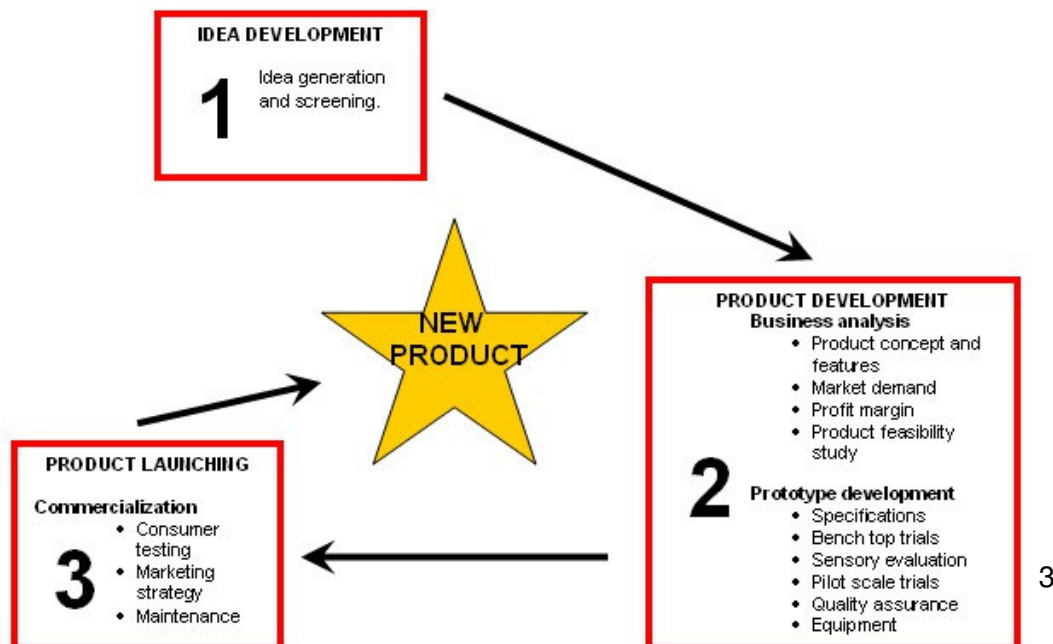 IDEA DEVELOPMENT
1
Idea generation
and screening.
NEW
PRODUCT
PRODUCT DEVELOPMENT
Business analysis
• Product concept and
features
• Market demand
• Profit margin
• Product feasibility
study
2
Prototype development
• Specifications
• Bench top trials
• Sensory evaluation
• Pilot scale trials
• Quality assurance
• Equipment
PRODUCT LAUNCHING
Commercialization
3
• Consumer
testing
• Marketing
strategy
• Maintenance
3